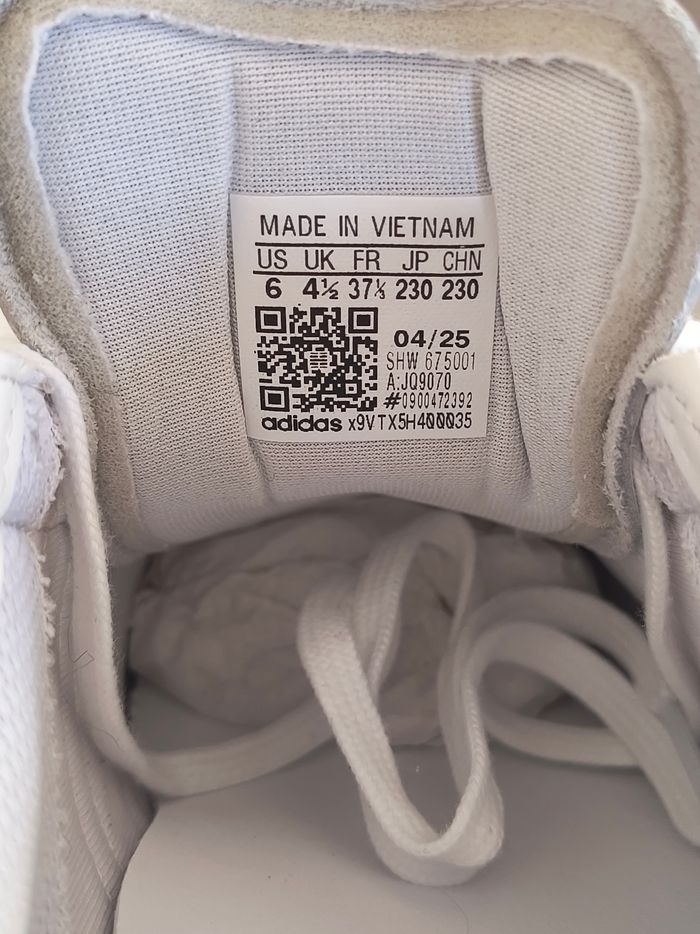 MADE IN VIETNAM
US UK FR JP CHN
6 4½ 37⅓ 230 230
04/25
SHW 675001
A:JQ9070
#0900472392
adidas x9VTX5H400035